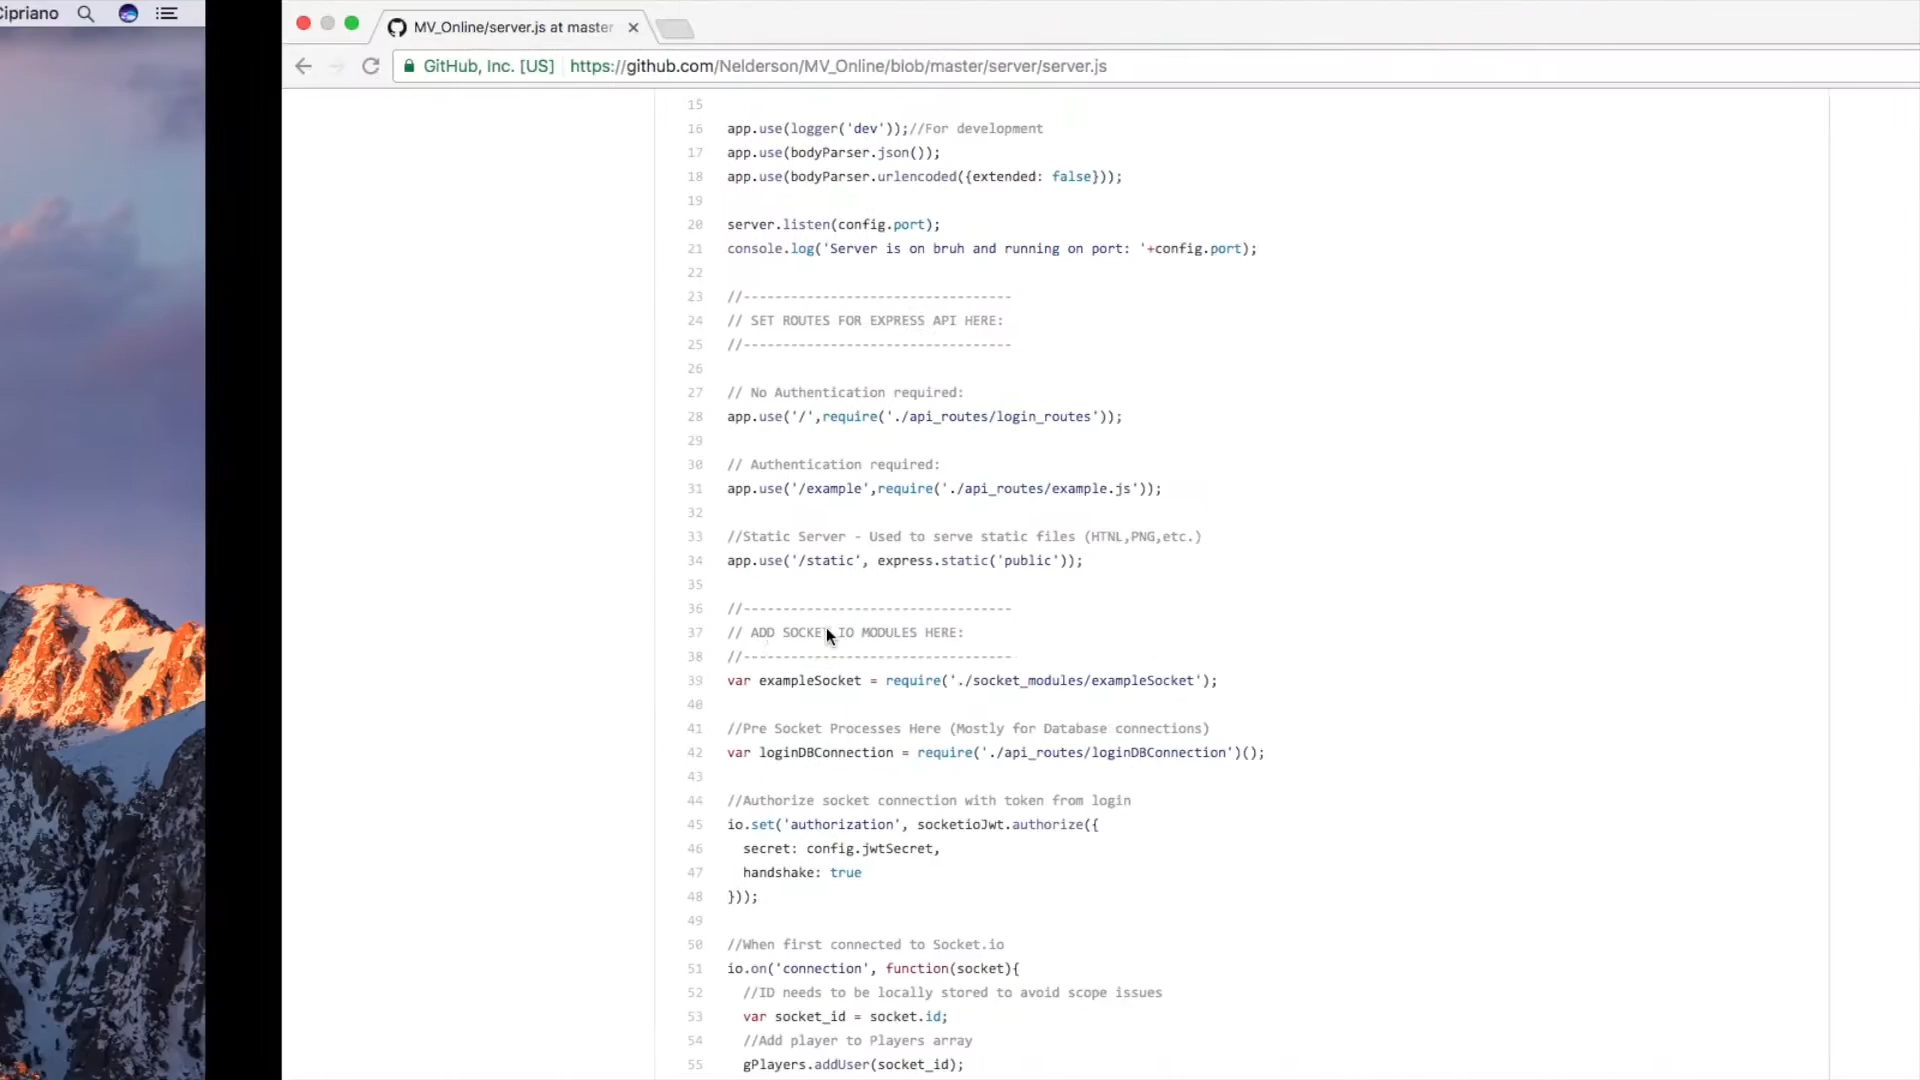 Cipriano
MV_Online/server.js at master
GitHub, Inc. [US] https://github.com/Nelderson/MV_Online/blob/master/server/server.js
15
16 app.use(logger('dev'));//For development
17 app.use(bodyParser.json());
18 app.use(bodyParser.urlencoded({extended: false}));
19
20 server.listen(config.port);
21 console.log('Server is on bruh and running on port: '+config.port);
22
23 //----------------------------------
24 // SET ROUTES FOR EXPRESS API HERE:
25 //----------------------------------
26
27 // No Authentication required:
28 app.use('/',require('./api_routes/login_routes'));
29
30 // Authentication required:
31 app.use('/example',require('./api_routes/example.js'));
32
33 //Static Server - Used to serve static files (HTNL,PNG,etc.)
34 app.use('/static', express.static('public'));
35
36 //----------------------------------
37 // ADD SOCKET IO MODULES HERE:
38 //----------------------------------
39 var exampleSocket = require('./socket_modules/exampleSocket');
40
41 //Pre Socket Processes Here (Mostly for Database connections)
42 var loginDBConnection = require('./api_routes/loginDBConnection')();
43
44 //Authorize socket connection with token from login
45 io.set('authorization', socketioJwt.authorize({
46 secret: config.jwtSecret,
47 handshake: true
48 }));
49
50 //When first connected to Socket.io
51 io.on('connection', function(socket){
52 //ID needs to be locally stored to avoid scope issues
53 var socket_id = socket.id;
54 //Add player to Players array
55 gPlayers.addUser(socket_id);